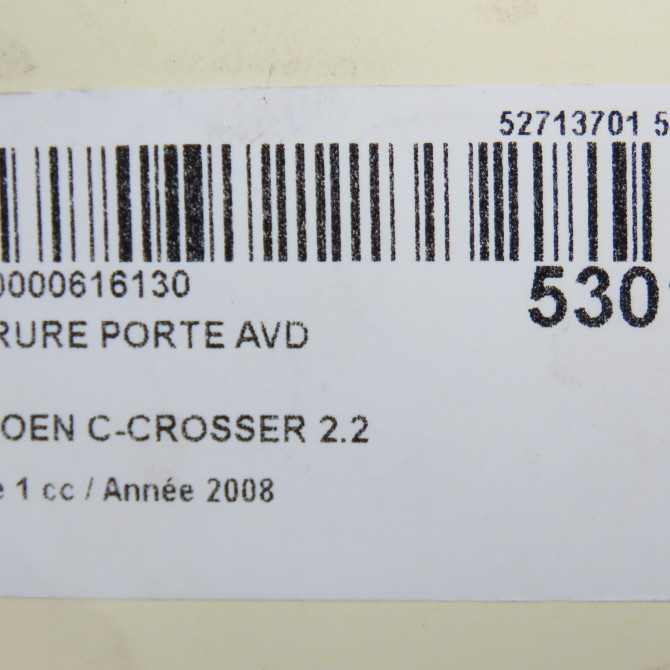 52713701 5
0000616130
530
RURE PORTE AVD
OEN C-CROSSER 2.2
e 1 cc / Année 2008